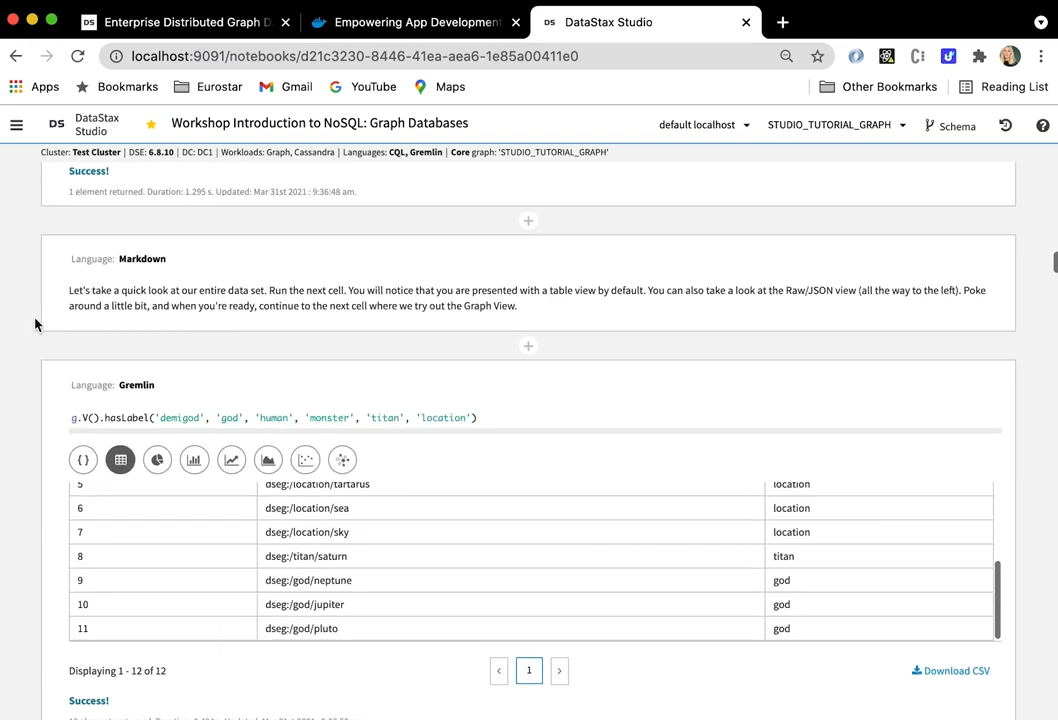 DS Enterprise Distributed Graph D
Empowering App Development
DS DataStax Studio
localhost:9091/notebooks/d21c3230-8446-41ea-aea6-1e85a00411e0
Apps
Bookmarks
Eurostar
Gmail
YouTube
Maps
Other Bookmarks
Reading List
DS DataStax Studio
Workshop Introduction to NoSQL: Graph Databases
default localhost
STUDIO_TUTORIAL_GRAPH
Schema
Cluster: Test Cluster | DSE: 6.8.10 | DC: DC1 | Workloads: Graph, Cassandra | Languages: CQL, Gremlin | Core graph: 'STUDIO_TUTORIAL_GRAPH'
Success!
1 element returned. Duration: 1.295 s. Updated: Mar 31st 2021 : 9:36:48 am.
Language: Markdown
Let's take a quick look at our entire data set. Run the next cell. You will notice that you are presented with a table view by default. You can also take a look at the Raw/JSON view (all the way to the left). Poke
around a little bit, and when you're ready, continue to the next cell where we try out the Graph View.
Language: Gremlin
g.V().hasLabel('demigod', 'god', 'human', 'monster', 'titan', 'location')
{}
5 dseg:/location/tartarus location
6 dseg:/location/sea location
7 dseg:/location/sky location
8 dseg:/titan/saturn titan
9 dseg:/god/neptune god
10 dseg:/god/jupiter god
11 dseg:/god/pluto god
Displaying 1 - 12 of 12
< 1 >
Download CSV
Success!